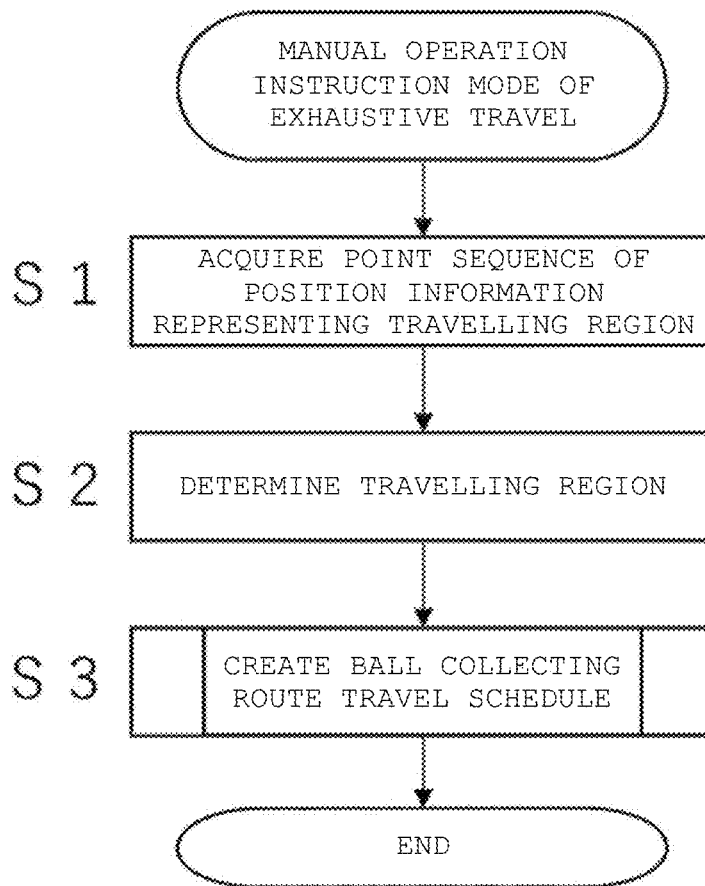 MANUAL OPERATION
INSTRUCTION MODE OF
EXHAUSTIVE TRAVEL
S 1
ACQUIRE POINT SEQUENCE OF
POSITION INFORMATION
REPRESENTING TRAVELLING REGION
S 2
DETERMINE TRAVELLING REGION
S 3
CREATE BALL COLLECTING
ROUTE TRAVEL SCHEDULE
END